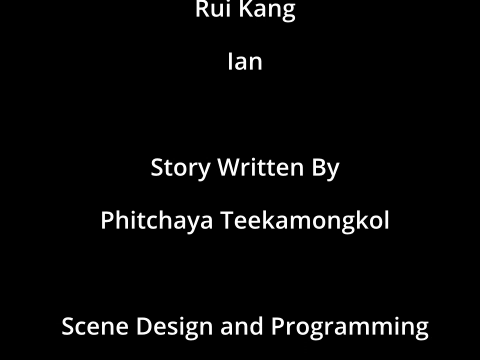 Rui Kang
Ian
Story Written By
Phitchaya Teekamongkol
Scene Design and Programming